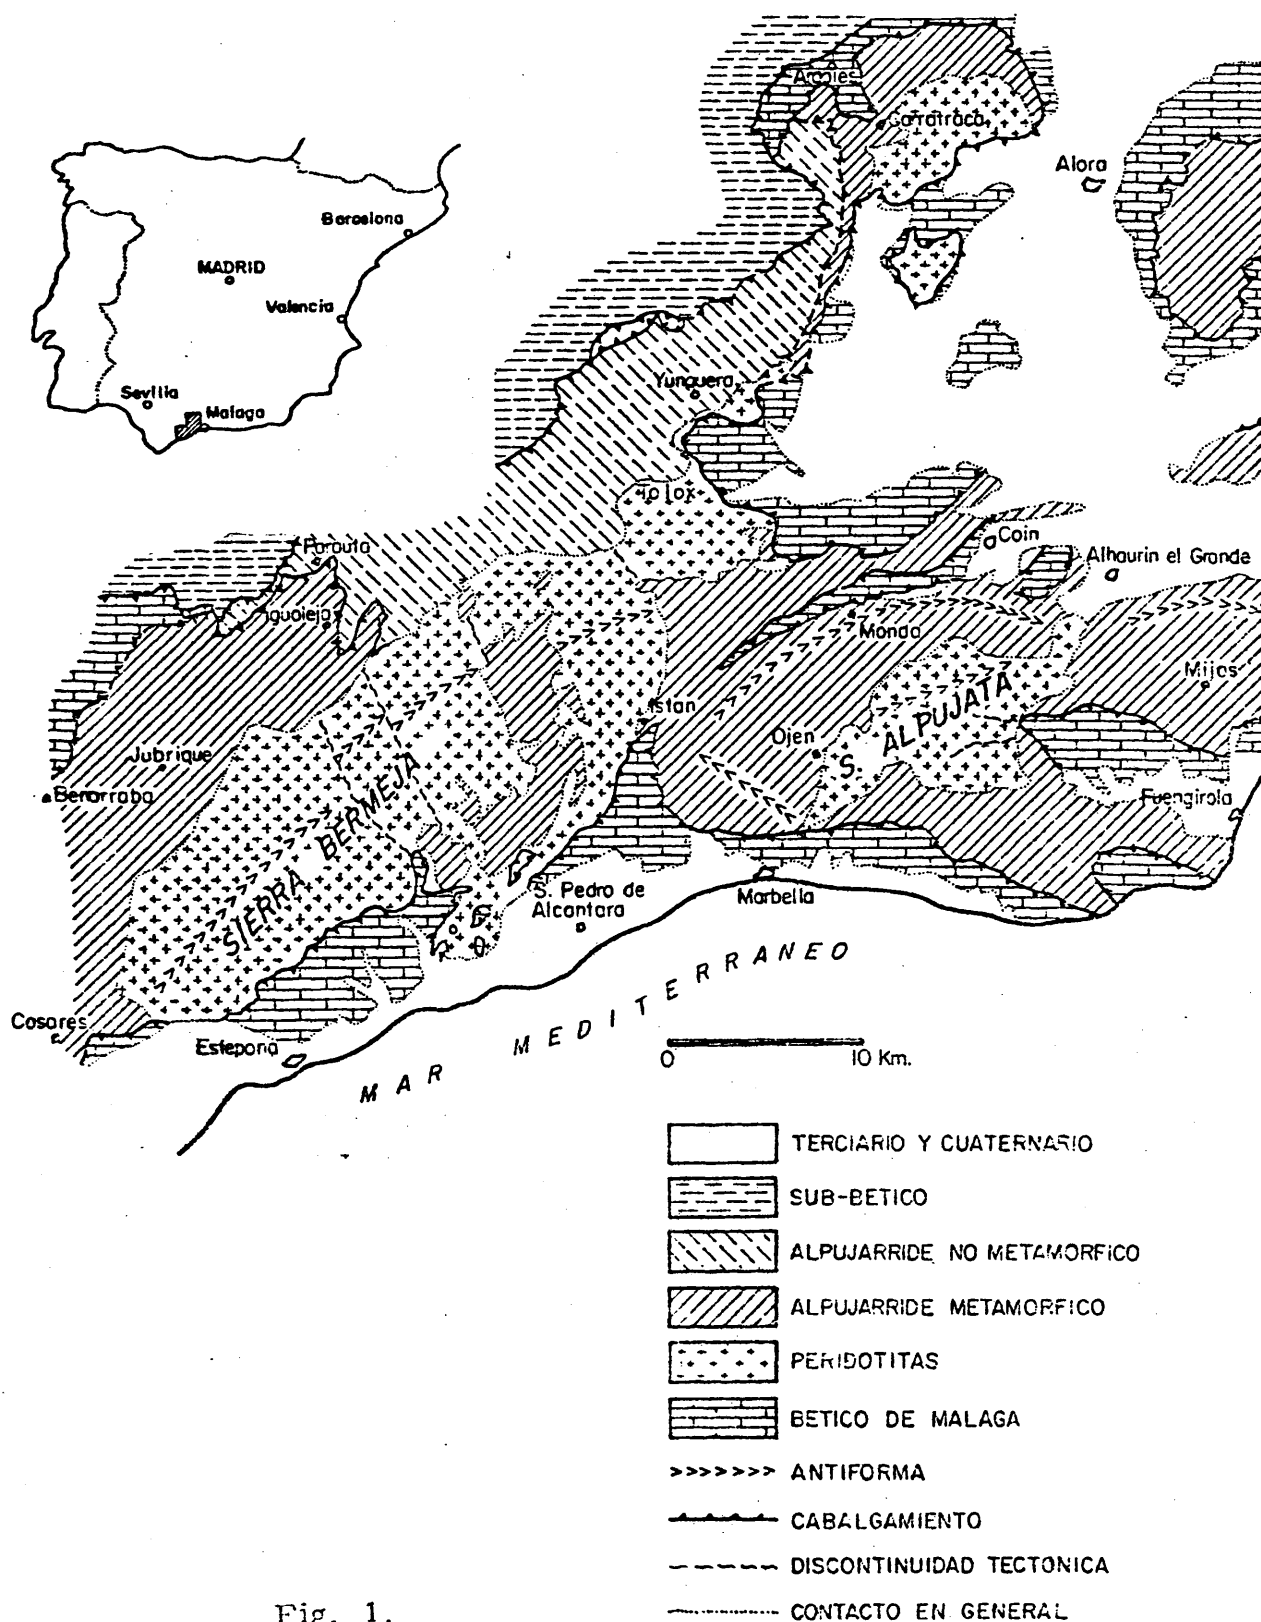 Ardales
Carratraca
Alora
Barcelona
MADRID
Valencia
Sevilla
Malaga
Yunquera
Tolox
Parauta
Igualeja
Coin
Alhaurin el Grande
Monda
Mijas
Istan
Ojen
S. ALPUJATA
Jubrique
Benarraba
Fuengirola
SIERRA BERMEJA
S. Pedro de
Alcantara
Marbella
Casares
Estepona
MAR MEDITERRANEO
0 10 Km.
TERCIARIO Y CUATERNARIO
SUB-BETICO
ALPUJARRIDE NO METAMORFICO
ALPUJARRIDE METAMORFICO
PERIDOTITAS
BETICO DE MALAGA
ANTIFORMA
CABALGAMIENTO
DISCONTINUIDAD TECTONICA
CONTACTO EN GENERAL
Fig. 1.